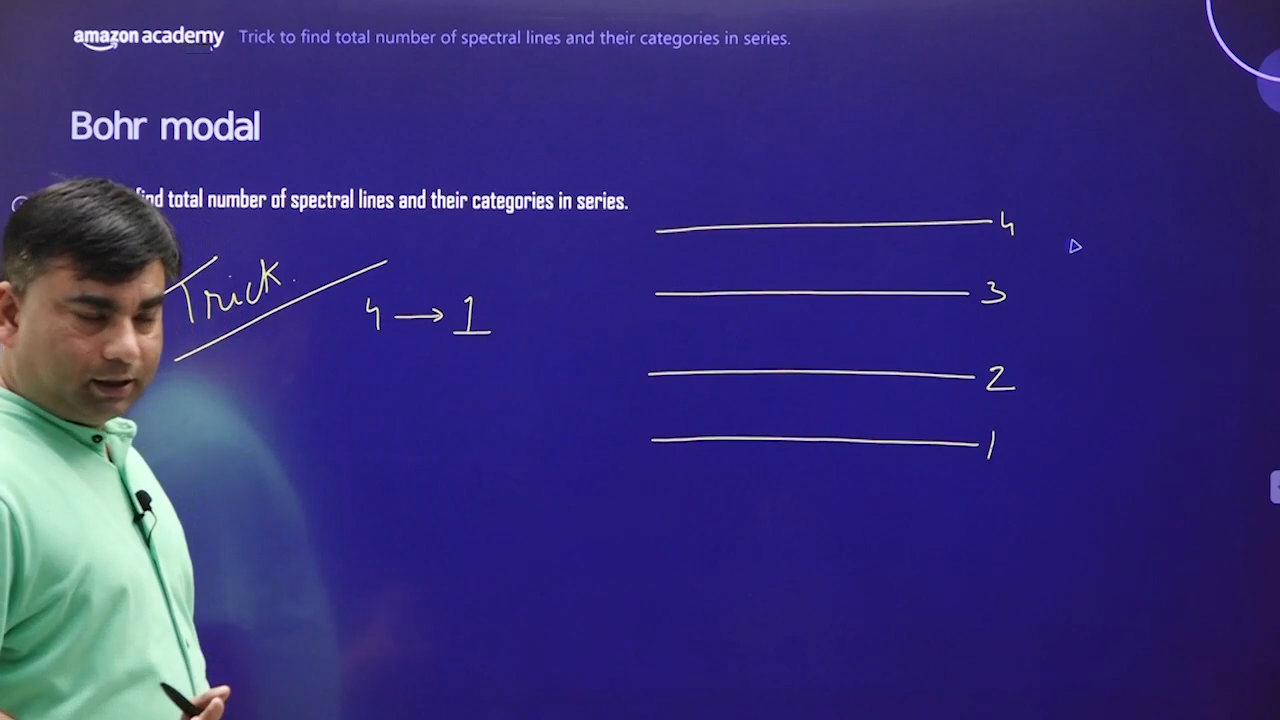 amazon academy Trick to find total number of spectral lines and their categories in series.
Bohr modal
find total number of spectral lines and their categories in series.
Trick.
4 → 1
4
3
2
1